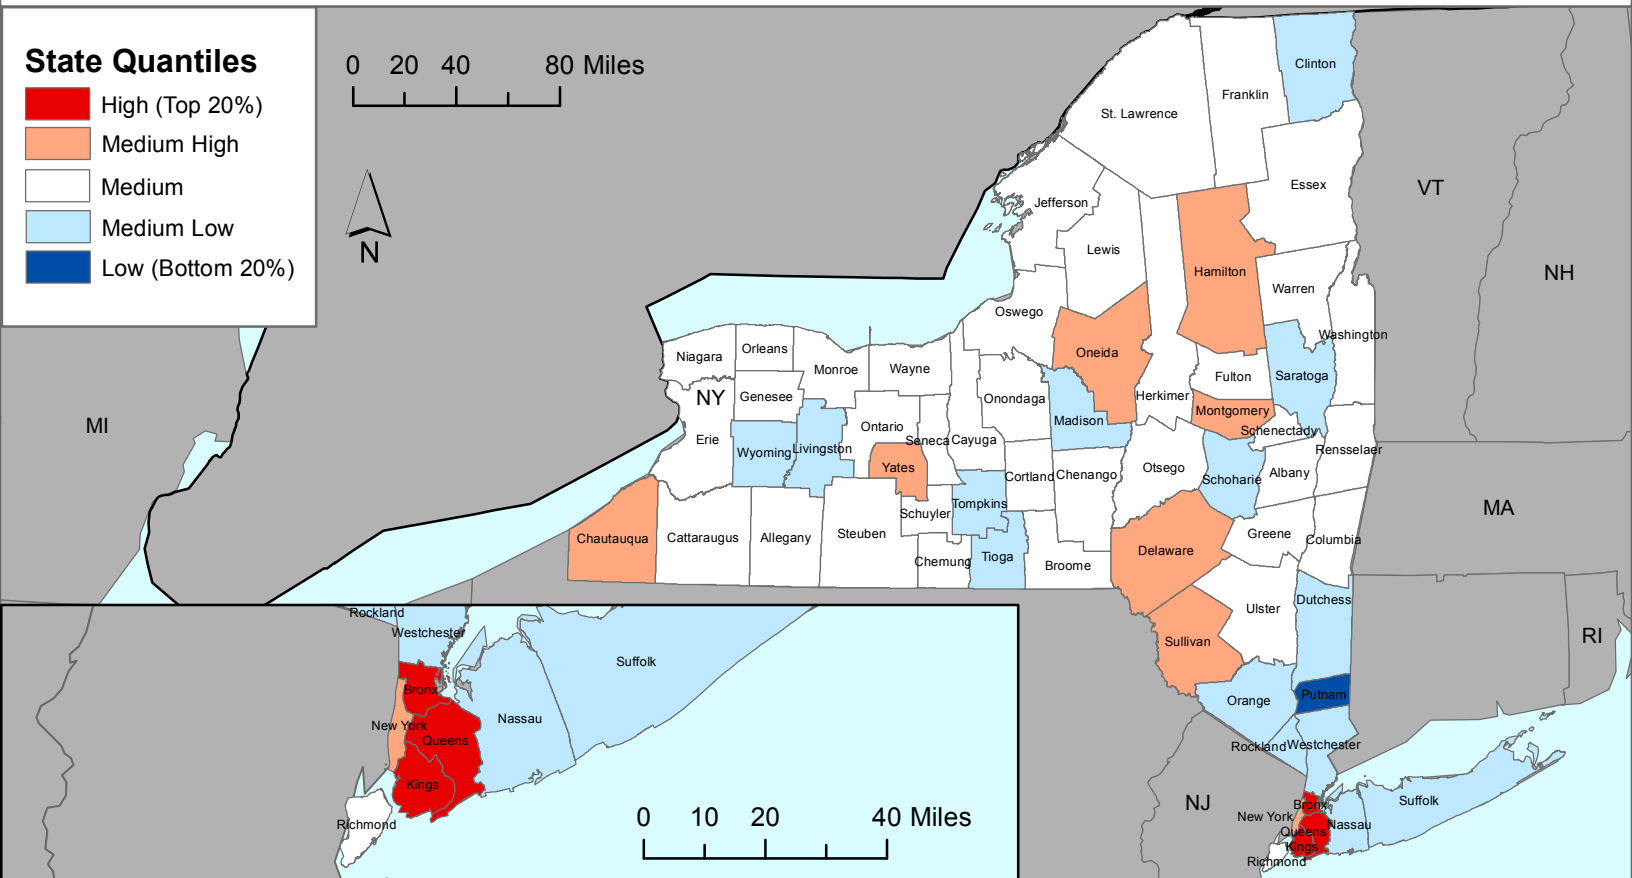 State Quantiles
High (Top 20%)
Medium High
Medium
Medium Low
Low (Bottom 20%)
0 20 40 80 Miles
N
Clinton
Franklin
St. Lawrence
Essex
VT
Jefferson
Lewis
Hamilton
NH
Warren
Oswego
Washington
Niagara
Orleans
Monroe
Wayne
Oneida
Fulton
Saratoga
NY
Genesee
Onondaga
Herkimer
Montgomery
MI
Erie
Ontario
Seneca
Cayuga
Madison
Schenectady
Wyoming
Livingston
Rensselaer
Yates
Cortland
Chenango
Otsego
Schoharie
Albany
Tompkins
Schuyler
MA
Chautauqua
Cattaraugus
Allegany
Steuben
Greene
Columbia
Chemung
Tioga
Broome
Delaware
Dutchess
Ulster
Rockland
Westchester
Sullivan
RI
Suffolk
Bronx
New York
Nassau
Queens
Kings
Richmond
0 10 20 40 Miles
Orange
Putnam
Rockland
Westchester
NJ
Bronx
Suffolk
New York
Nassau
Queens
Kings
Richmond